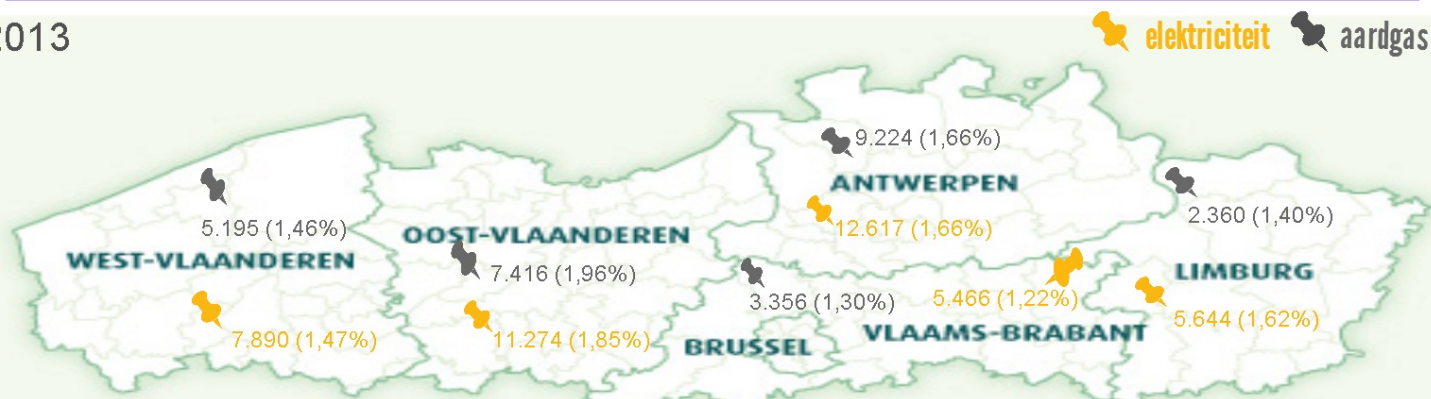 2013
elektriciteit aardgas
9.224 (1,66%)
ANTWERPEN
12.617 (1,66%)
2.360 (1,40%)
LIMBURG
5.644 (1,62%)
5.195 (1,46%)
WEST-VLAANDEREN
7.890 (1,47%)
OOST-VLAANDEREN
7.416 (1,96%)
11.274 (1,85%)
3.356 (1,30%)
5.466 (1,22%)
VLAAMS-BRABANT
BRUSSEL